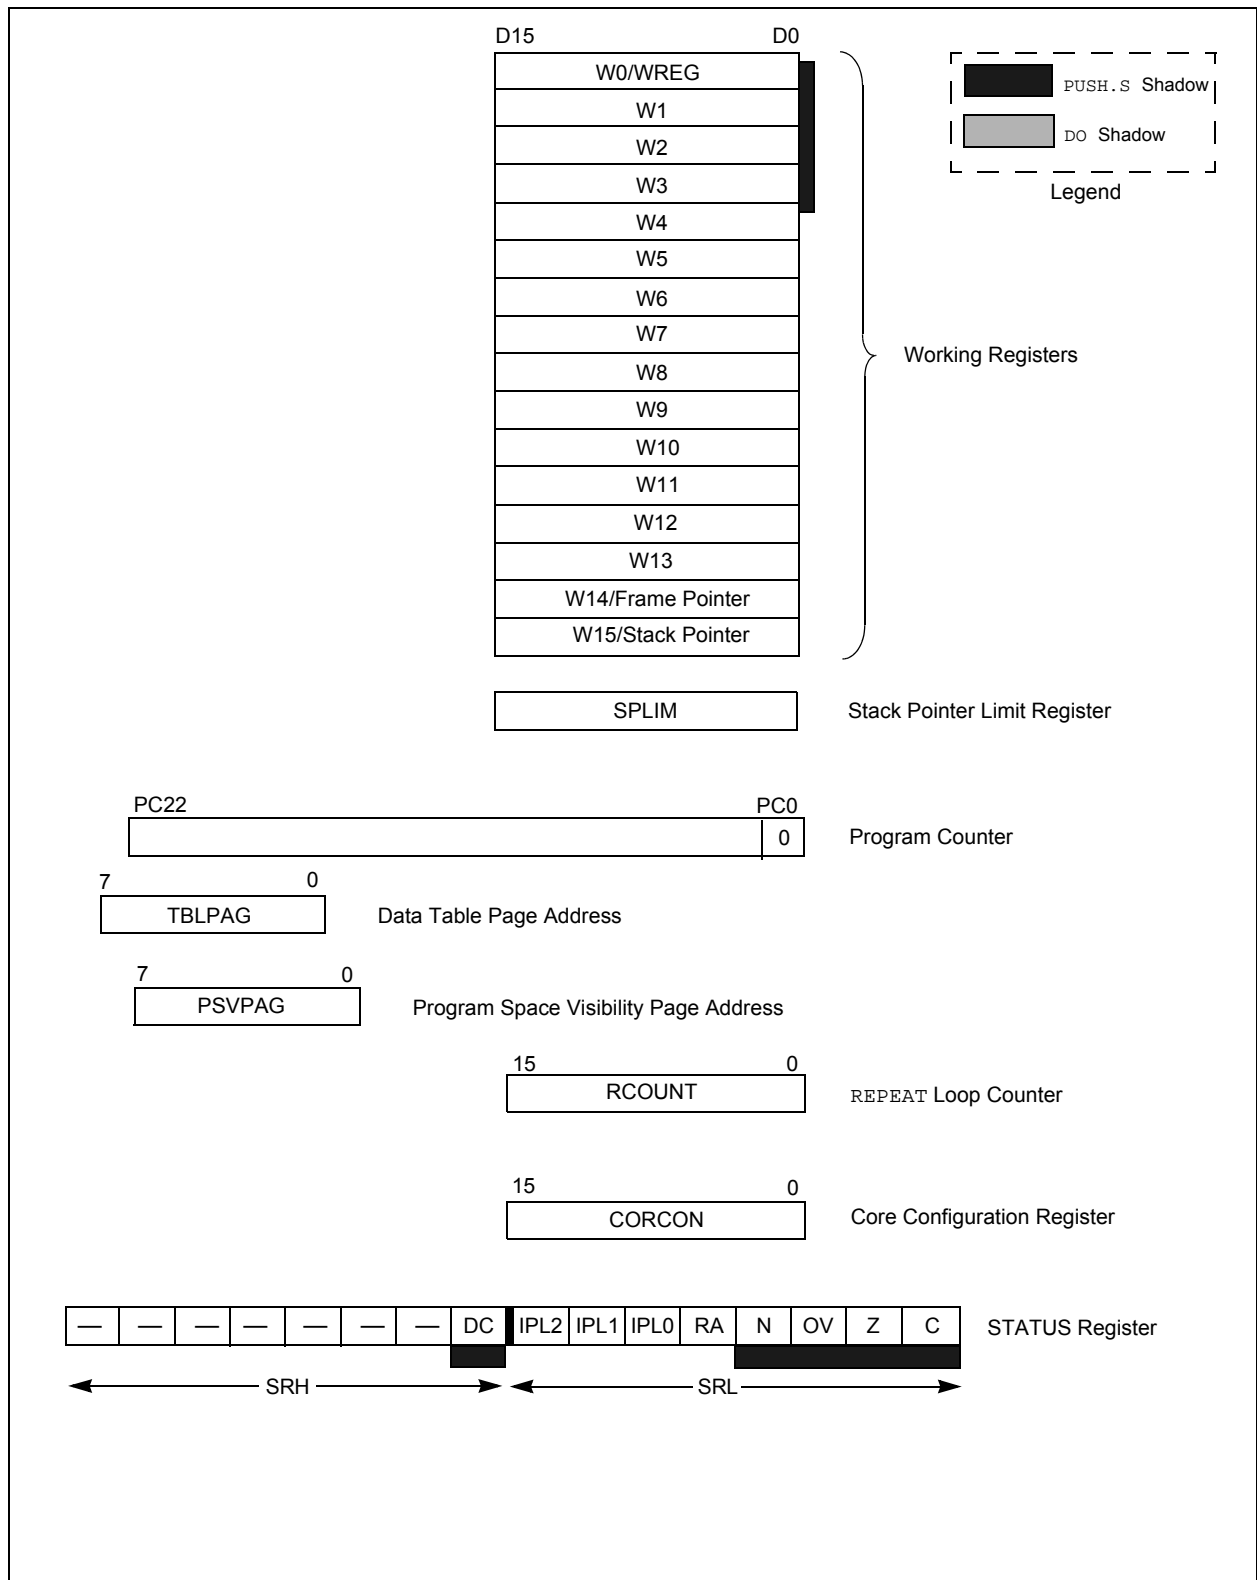 D15 D0
W0/WREG
W1
W2
W3
W4
W5
W6
W7
W8
W9
W10
W11
W12
W13
W14/Frame Pointer
W15/Stack Pointer
PUSH.S Shadow
DO Shadow
Legend
Working Registers
SPLIM Stack Pointer Limit Register
PC22 PC0
0 Program Counter
7 0
TBLPAG Data Table Page Address
7 0
PSVPAG Program Space Visibility Page Address
15 0
RCOUNT REPEAT Loop Counter
15 0
CORCON Core Configuration Register
— — — — — — — DC IPL2 IPL1 IPL0 RA N OV Z C STATUS Register
SRH SRL